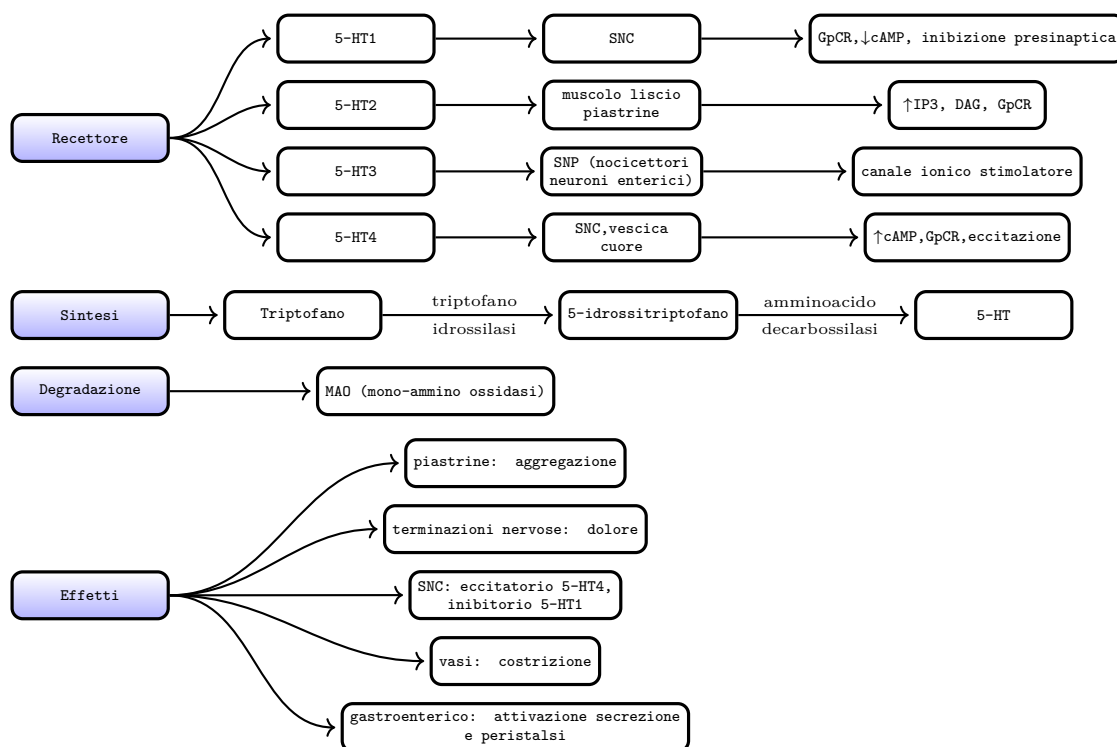 5-HT1
SNC
GpCR,↓cAMP, inibizione presinaptica
5-HT2
muscolo liscio
piastrine
↑IP3, DAG, GpCR
Recettore
5-HT3
SNP (nocicettori
neuroni enterici)
canale ionico stimolatore
5-HT4
SNC,vescica
cuore
↑cAMP,GpCR,eccitazione
Sintesi
Triptofano
triptofano
idrossilasi
5-idrossitriptofano
amminoacido
decarbossilasi
5-HT
Degradazione
MAO (mono-ammino ossidasi)
piastrine: aggregazione
terminazioni nervose: dolore
Effetti
SNC: eccitatorio 5-HT4,
inibitorio 5-HT1
vasi: costrizione
gastroenterico: attivazione secrezione
e peristalsi